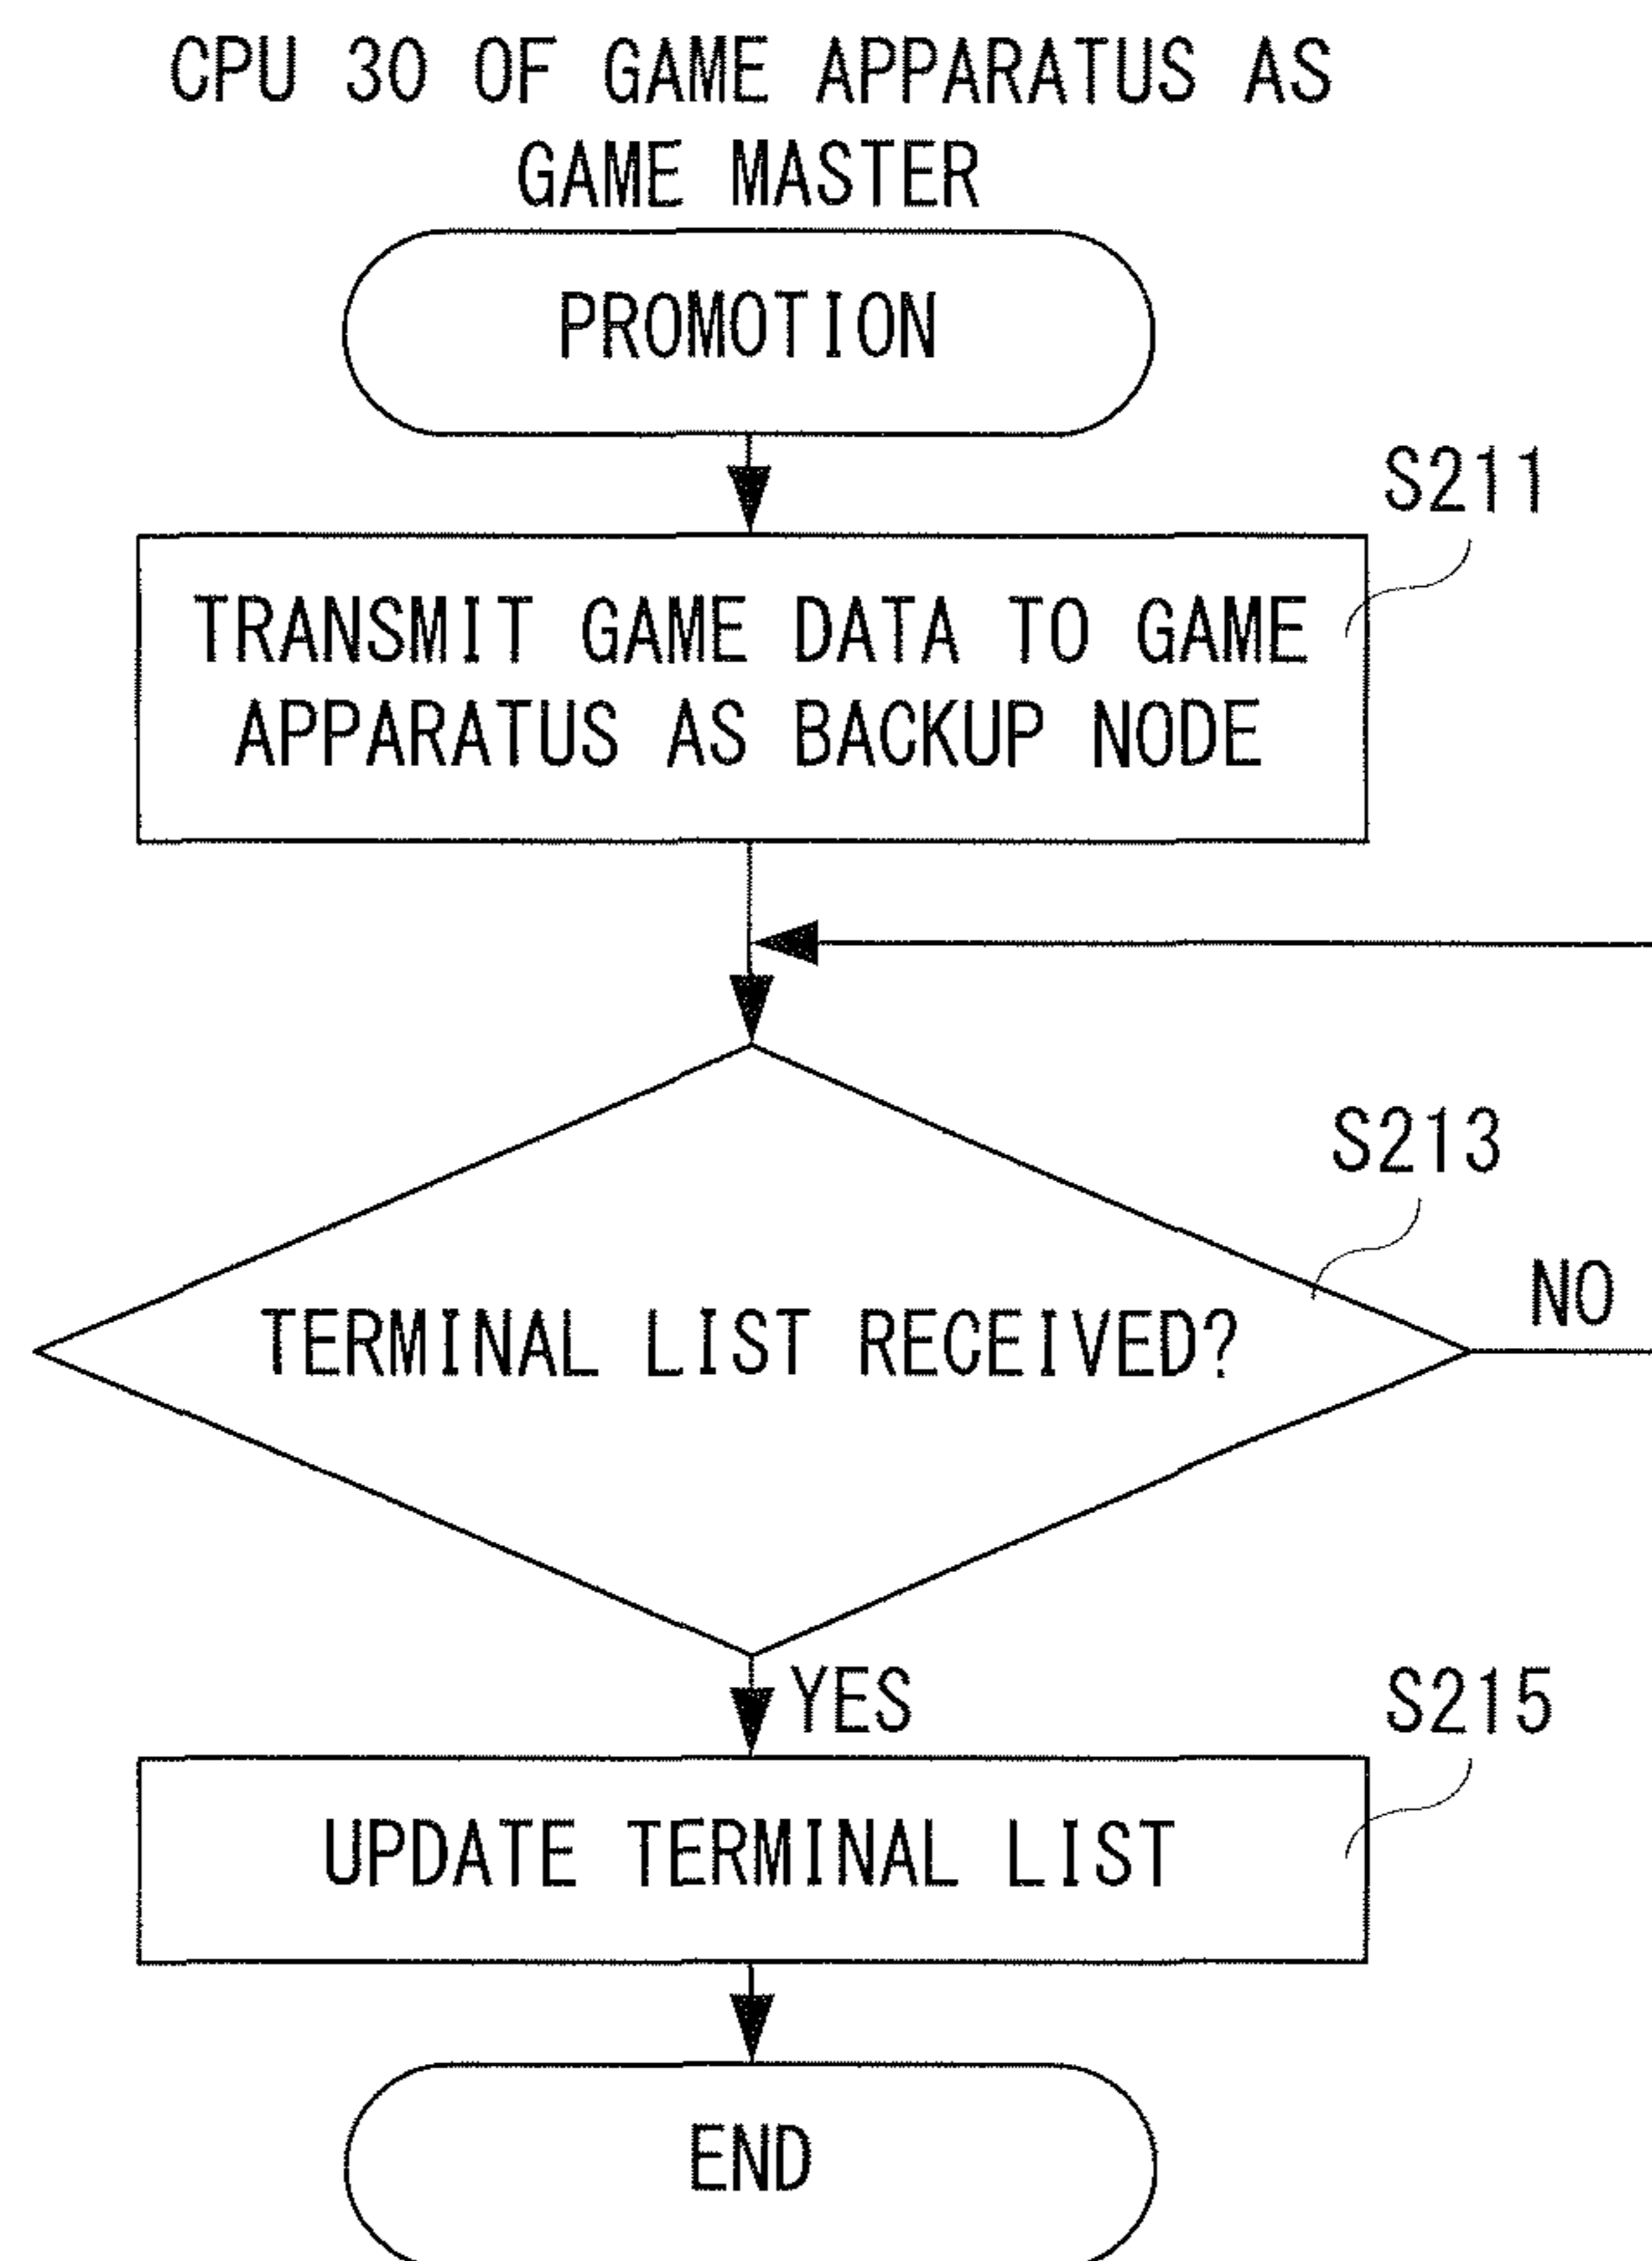 CPU 30 OF GAME APPARATUS AS
GAME MASTER
PROMOTION
S211
TRANSMIT GAME DATA TO GAME
APPARATUS AS BACKUP NODE
S213
NO
TERMINAL LIST RECEIVED?
YES
S215
UPDATE TERMINAL LIST
END